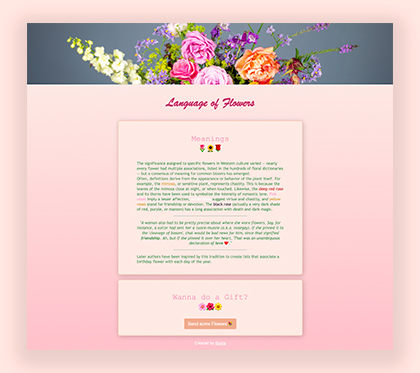 Language of Flowers
Meanings
The significance assigned to specific flowers in Western culture varied — nearly
every flower had multiple associations, listed in the hundreds of floral dictionaries
— but a consensus of meaning for common blooms has emerged.
Often, definitions derive from the appearance or behavior of the plant itself. For
example, the mimosa, or sensitive plant, represents chastity. This is because the
leaves of the mimosa close at night, or when touched. Likewise, the deep red rose
and its thorns have been used to symbolize the intensity of romantic love. Pink
roses imply a lesser affection, suggest virtue and chastity, and yellow
roses stand for friendship or devotion. The black rose (actually a very dark shade
of red, purple, or maroon) has a long association with death and dark magic.
"A woman also had to be pretty precise about where she wore flowers. Say, for
instance, a suitor had sent her a tussie-mussie (a.k.a. nosegay). If she pinned it to
the 'cleavage of bosom', that would be bad news for him, since that signified
friendship. Ah, but if she pinned it over her heart, 'That was an unambiguous
declaration of love ❤."
Later authors have been inspired by this tradition to create lists that associate a
birthday flower with each day of the year.
Wanna do a Gift?
Send some Flowers